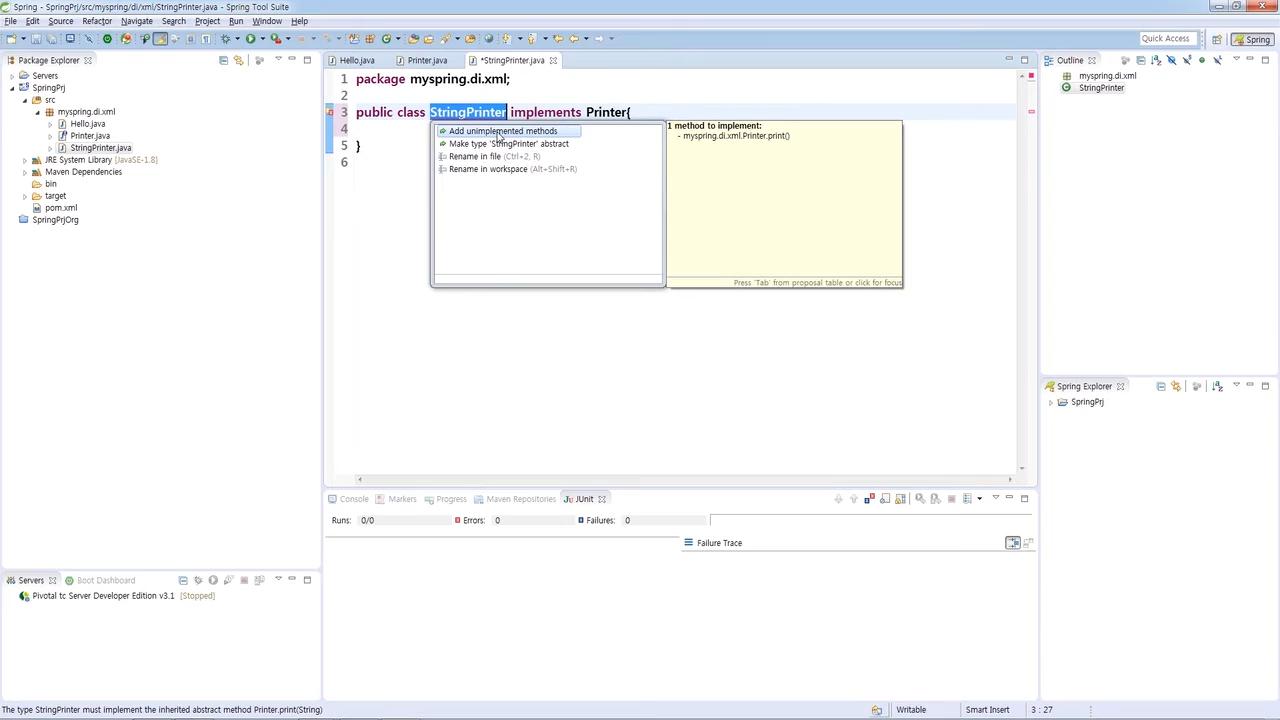 Spring - SpringPrj/src/myspring/di/xml/StringPrinter.java - Spring Tool Suite
File Edit Source Refactor Navigate Search Project Run Window Help
Quick Access
Spring
Package Explorer
Servers
SpringPrj
src
myspring.di.xml
Hello.java
Printer.java
StringPrinter.java
JRE System Library [JavaSE-1.8]
Maven Dependencies
bin
target
pom.xml
SpringPrjOrg
Hello.java Printer.java *StringPrinter.java
1 package myspring.di.xml;
2
3 public class StringPrinter implements Printer{
4
5 }
6
Add unimplemented methods
Make type 'StringPrinter' abstract
Rename in file (Ctrl+2, R)
Rename in workspace (Alt+Shift+R)
1 method to implement:
- myspring.di.xml.Printer.print()
Press 'Tab' from proposal table or click for focus
Outline
myspring.di.xml
StringPrinter
Spring Explorer
SpringPrj
Console Markers Progress Maven Repositories JUnit
Runs: 0/0 Errors: 0 Failures: 0
Failure Trace
Servers Boot Dashboard
Pivotal tc Server Developer Edition v3.1 [Stopped]
The type StringPrinter must implement the inherited abstract method Printer.print(String)
Writable Smart Insert 3 : 27